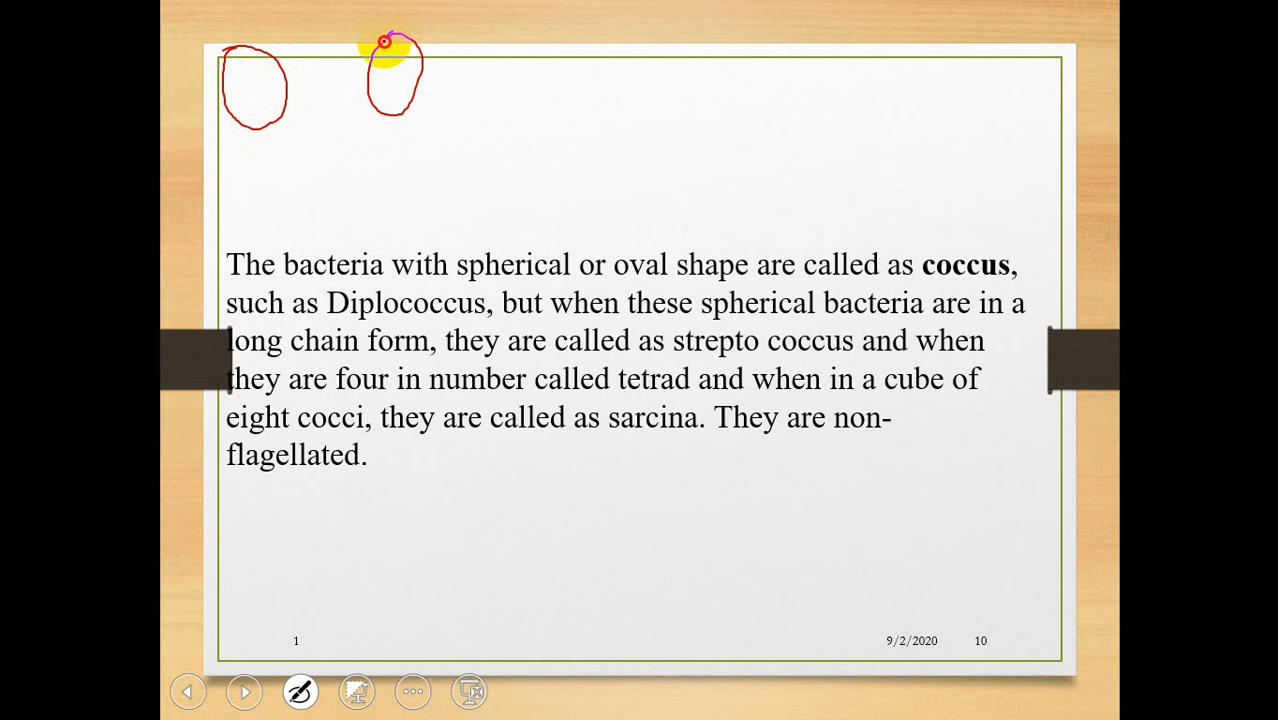 The bacteria with spherical or oval shape are called as coccus,
such as Diplococcus, but when these spherical bacteria are in a
long chain form, they are called as strepto coccus and when
they are four in number called tetrad and when in a cube of
eight cocci, they are called as sarcina. They are non-
flagellated.
1 9/2/2020 10